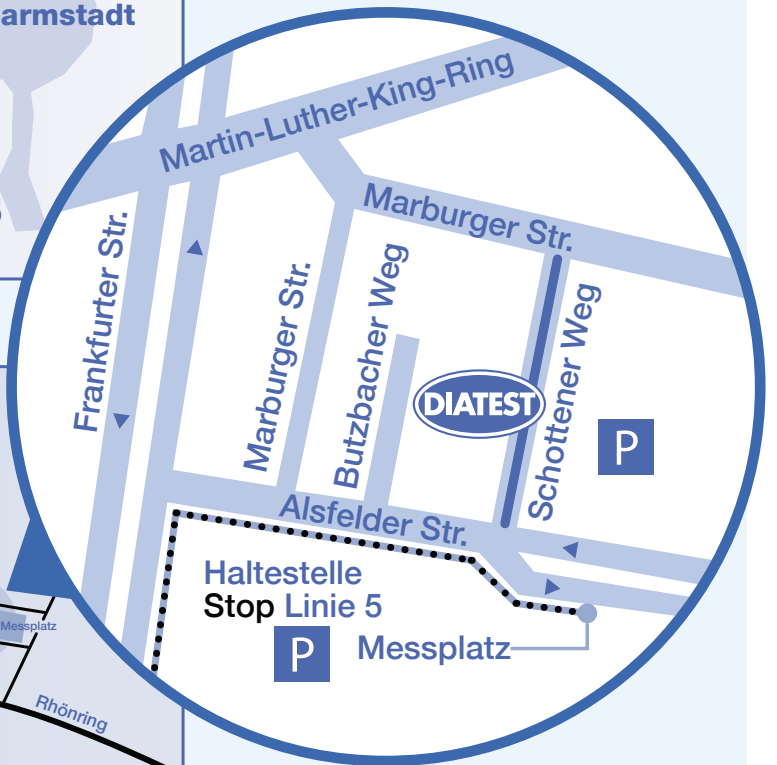 armstadt
Martin-Luther-King-Ring
Marburger Str.
Frankfurter Str.
Marburger Str.
Butzbacher Weg
Schottener Weg
DIATEST
P
Alsfelder Str.
Haltestelle
Stop Linie 5
P
Messplatz
Messplatz
Rhönring